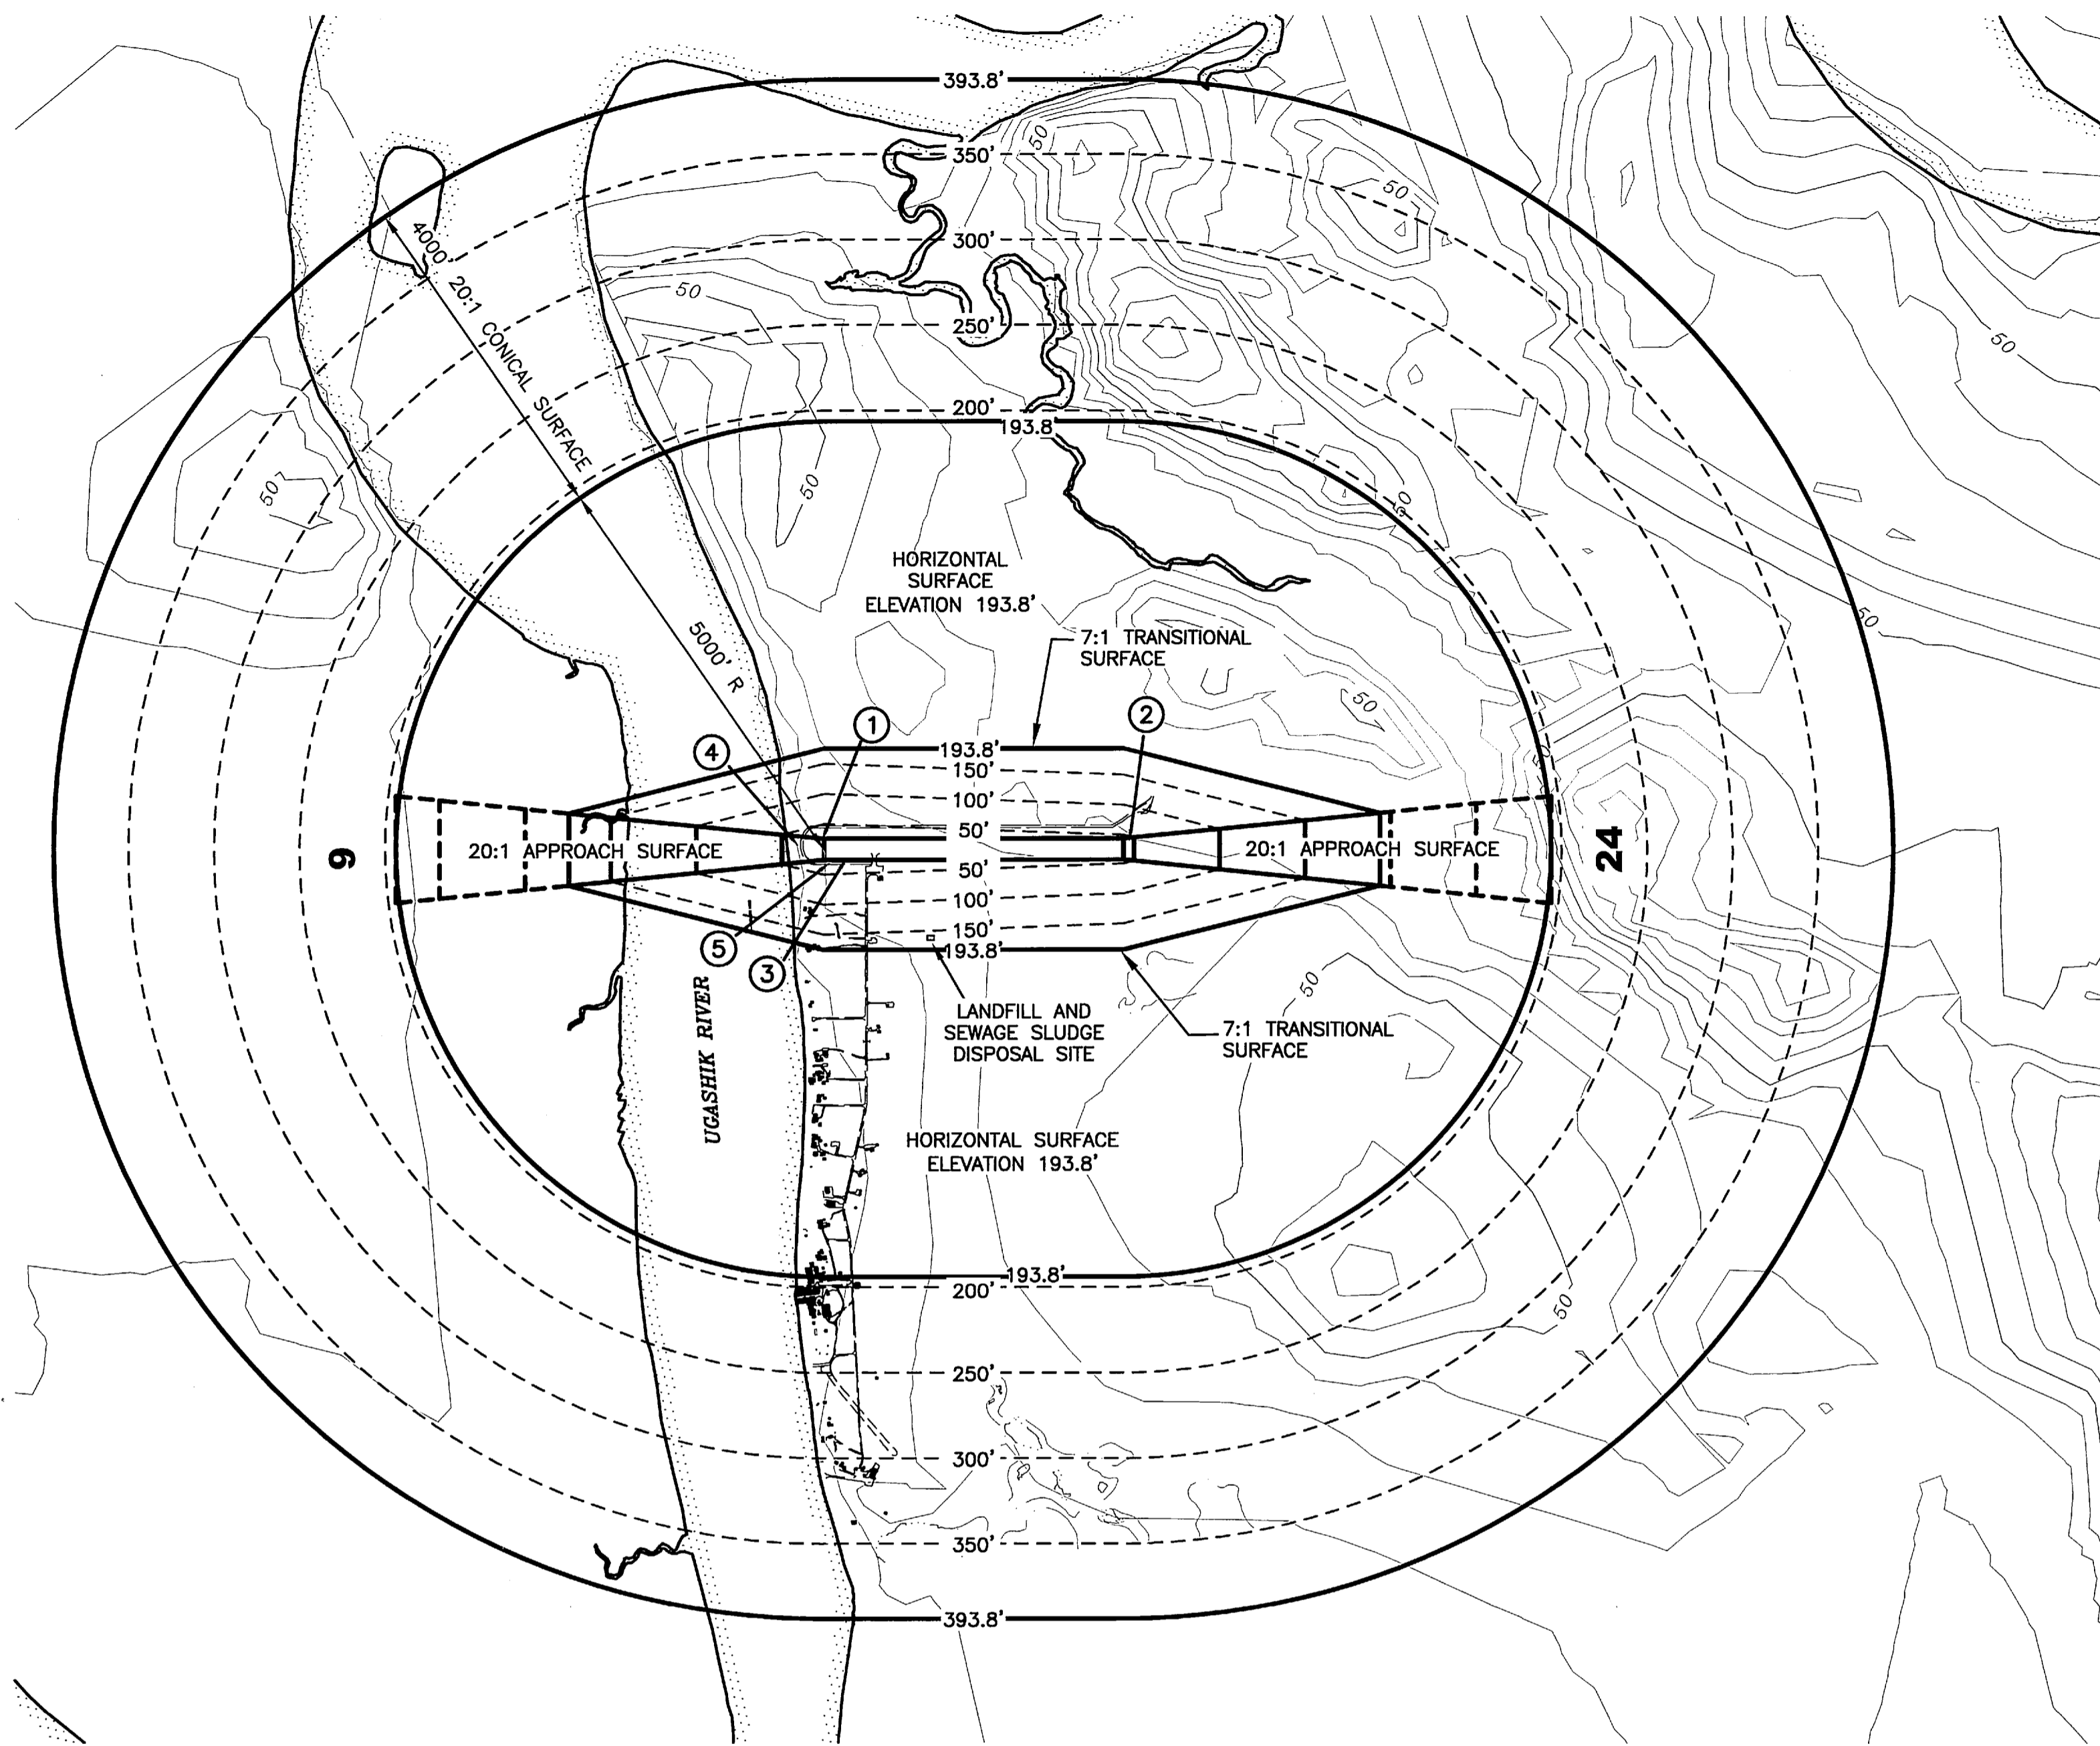 393.8'
50
350'
50
4000' 20:1 CONICAL SURFACE
300'
50
250'
50
200'
193.8'
50
50
50
HORIZONTAL
SURFACE
ELEVATION 193.8'
50
5000' R
7:1 TRANSITIONAL
SURFACE
50
1
2
4
193.8'
150'
100'
50'
9
20:1 APPROACH SURFACE
20:1 APPROACH SURFACE
24
50'
100'
150'
193.8'
5
3
50
UGASHIK RIVER
LANDFILL AND
SEWAGE SLUDGE
DISPOSAL SITE
7:1 TRANSITIONAL
SURFACE
HORIZONTAL SURFACE
ELEVATION 193.8'
193.8'
200'
50
250'
300'
350'
393.8'